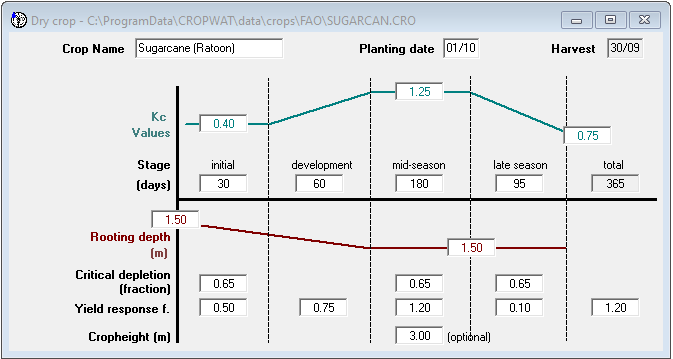 Dry crop - C:\ProgramData\CROPWAT\data\crops\FAO\SUGARCAN.CRO
Crop Name Sugarcane (Ratoon) Planting date 01/10 Harvest 30/09
Kc Values 0.40 1.25 0.75
Stage initial development mid-season late season total
(days) 30 60 180 95 365
1.50
Rooting depth (m) 1.50
Critical depletion (fraction) 0.65 0.65 0.65
Yield response f. 0.50 0.75 1.20 0.10 1.20
Cropheight (m) 3.00 (optional)